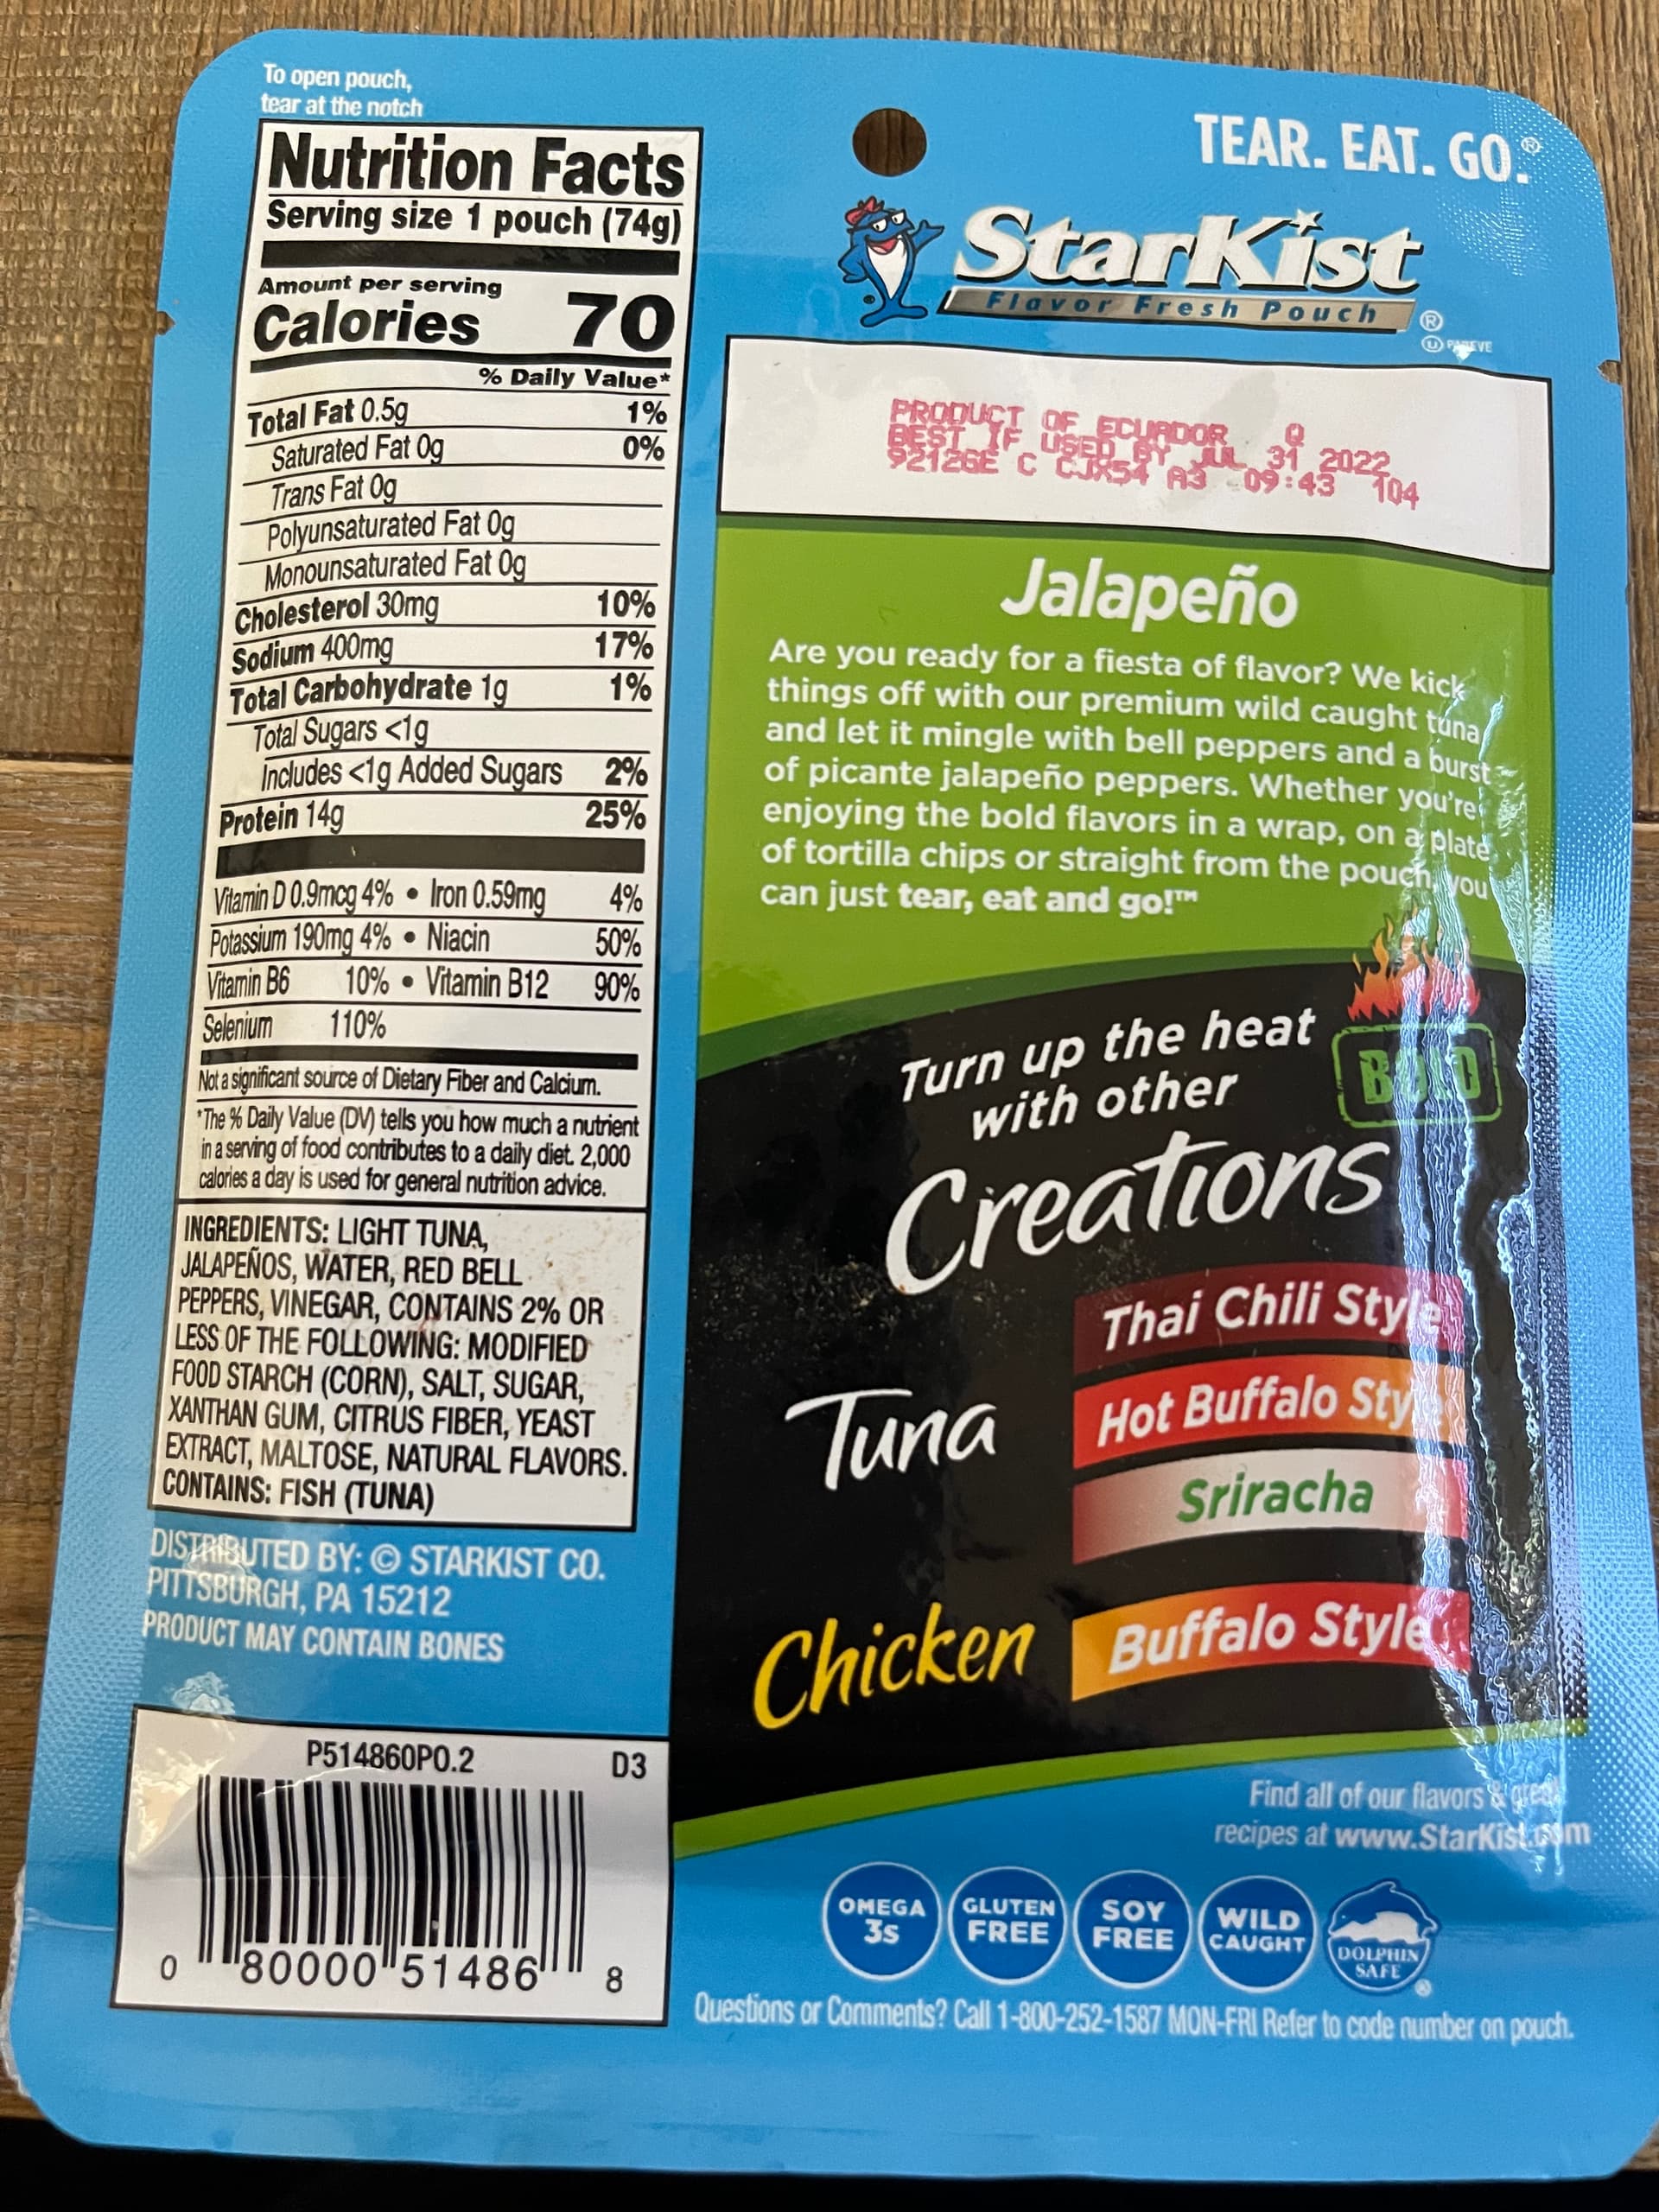 To open pouch,
tear at the notch
Nutrition Facts
Serving size 1 pouch (74g)
Amount per serving
Calories 70
% Daily Value*
Total Fat 0.5g 1%
Saturated Fat 0g 0%
Trans Fat 0g
Polyunsaturated Fat 0g
Monounsaturated Fat 0g
Cholesterol 30mg 10%
Sodium 400mg 17%
Total Carbohydrate 1g 1%
Total Sugars <1g
Includes <1g Added Sugars 2%
Protein 14g 25%
Vitamin D 0.9mcg 4% • Iron 0.59mg 4%
Potassium 190mg 4% • Niacin 50%
Vitamin B6 10% • Vitamin B12 90%
Selenium 110%
Not a significant source of Dietary Fiber and Calcium.
*The % Daily Value (DV) tells you how much a nutrient
in a serving of food contributes to a daily diet. 2,000
calories a day is used for general nutrition advice.
INGREDIENTS: LIGHT TUNA,
JALAPEÑOS, WATER, RED BELL
PEPPERS, VINEGAR, CONTAINS 2% OR
LESS OF THE FOLLOWING: MODIFIED
FOOD STARCH (CORN), SALT, SUGAR,
XANTHAN GUM, CITRUS FIBER, YEAST
EXTRACT, MALTOSE, NATURAL FLAVORS.
CONTAINS: FISH (TUNA)
DISTRIBUTED BY: © STARKIST CO.
PITTSBURGH, PA 15212
PRODUCT MAY CONTAIN BONES
P514860PO.2 D3
0 80000 51486 8
TEAR. EAT. GO.®
StarKist
Flavor Fresh Pouch ®
Ⓤ PAREVE
PRODUCT OF ECUADOR Q
BEST IF USED BY JUL 31 2022
92126E C CJX54 A3 09:43 104
Jalapeño
Are you ready for a fiesta of flavor? We kick
things off with our premium wild caught tuna
and let it mingle with bell peppers and a burst
of picante jalapeño peppers. Whether you're
enjoying the bold flavors in a wrap, on a plate
of tortilla chips or straight from the pouch, you
can just tear, eat and go!™
BOLD
Turn up the heat
with other
Creations
Tuna
Thai Chili Style
Hot Buffalo Style
Sriracha
Chicken
Buffalo Style
Find all of our flavors & great
recipes at www.StarKist.com
OMEGA
3s
GLUTEN
FREE
SOY
FREE
WILD
CAUGHT
DOLPHIN
SAFE
®
Questions or Comments? Call 1-800-252-1587 MON-FRI Refer to code number on pouch.